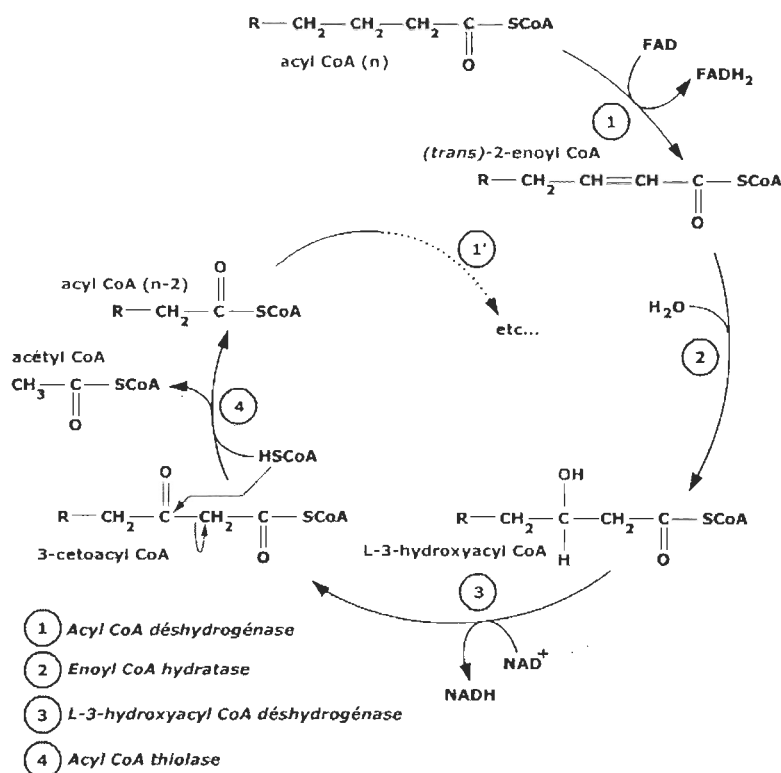 R—CH2—CH2—CH2—C—SCoA
O
acyl CoA (n)
FAD
FADH2
1
(trans)-2-enoyl CoA
R—CH2—CH=CH—C—SCoA
O
1'
etc...
O
acyl CoA (n-2)
R—CH2—C—SCoA
H2O
2
acétyl CoA
CH3—C—SCoA
O
4
HSCoA
O
R—CH2—C—CH2—C—SCoA
O
3-cetoacyl CoA
OH
R—CH2—C—CH2—C—SCoA
H
O
L-3-hydroxyacyl CoA
3
NAD+
NADH
1 Acyl CoA déshydrogénase
2 Enoyl CoA hydratase
3 L-3-hydroxyacyl CoA déshydrogénase
4 Acyl CoA thiolase